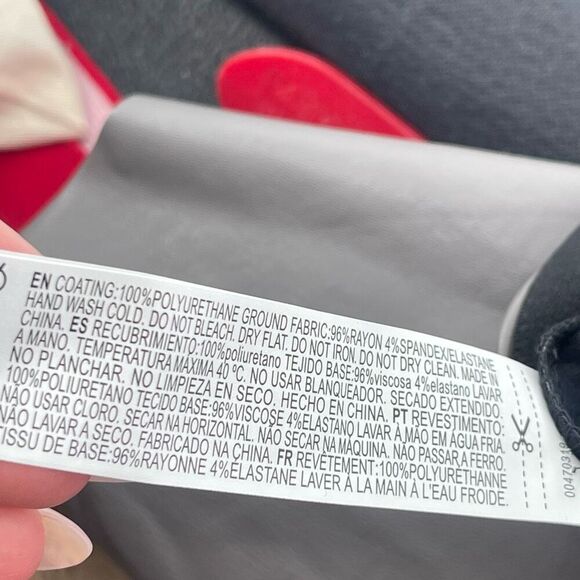 EN COATING:100%POLYURETHANE GROUND FABRIC:96%RAYON 4%SPANDEX/ELASTANE
HAND WASH COLD. DO NOT BLEACH. DRY FLAT. DO NOT IRON. DO NOT DRY CLEAN. MADE IN
CHINA. ES RECUBRIMIENTO:100%poliuretano TEJIDO BASE:96%viscosa 4%elastano LAVAR
A MANO. TEMPERATURA MÁXIMA 40 ºC. NO USAR BLANQUEADOR. SECADO EXTENDIDO.
NO PLANCHAR. NO LIMPIEZA EN SECO. HECHO EN CHINA. PT REVESTIMENTO:
100%POLIURETANO TECIDO BASE:96%VISCOSE 4%ELASTANO LAVAR À MÃO EM ÁGUA FRIA.
NÃO USAR CLORO. SECAR NA HORIZONTAL. NÃO SECAR NA MÁQUINA. NÃO PASSAR A FERRO.
NÃO LAVAR A SECO. FABRICADO NA CHINA. FR REVÊTEMENT:100%POLYURÉTHANNE
TISSU DE BASE:96%RAYONNE 4%ÉLASTANE LAVER À LA MAIN À L'EAU FROIDE.